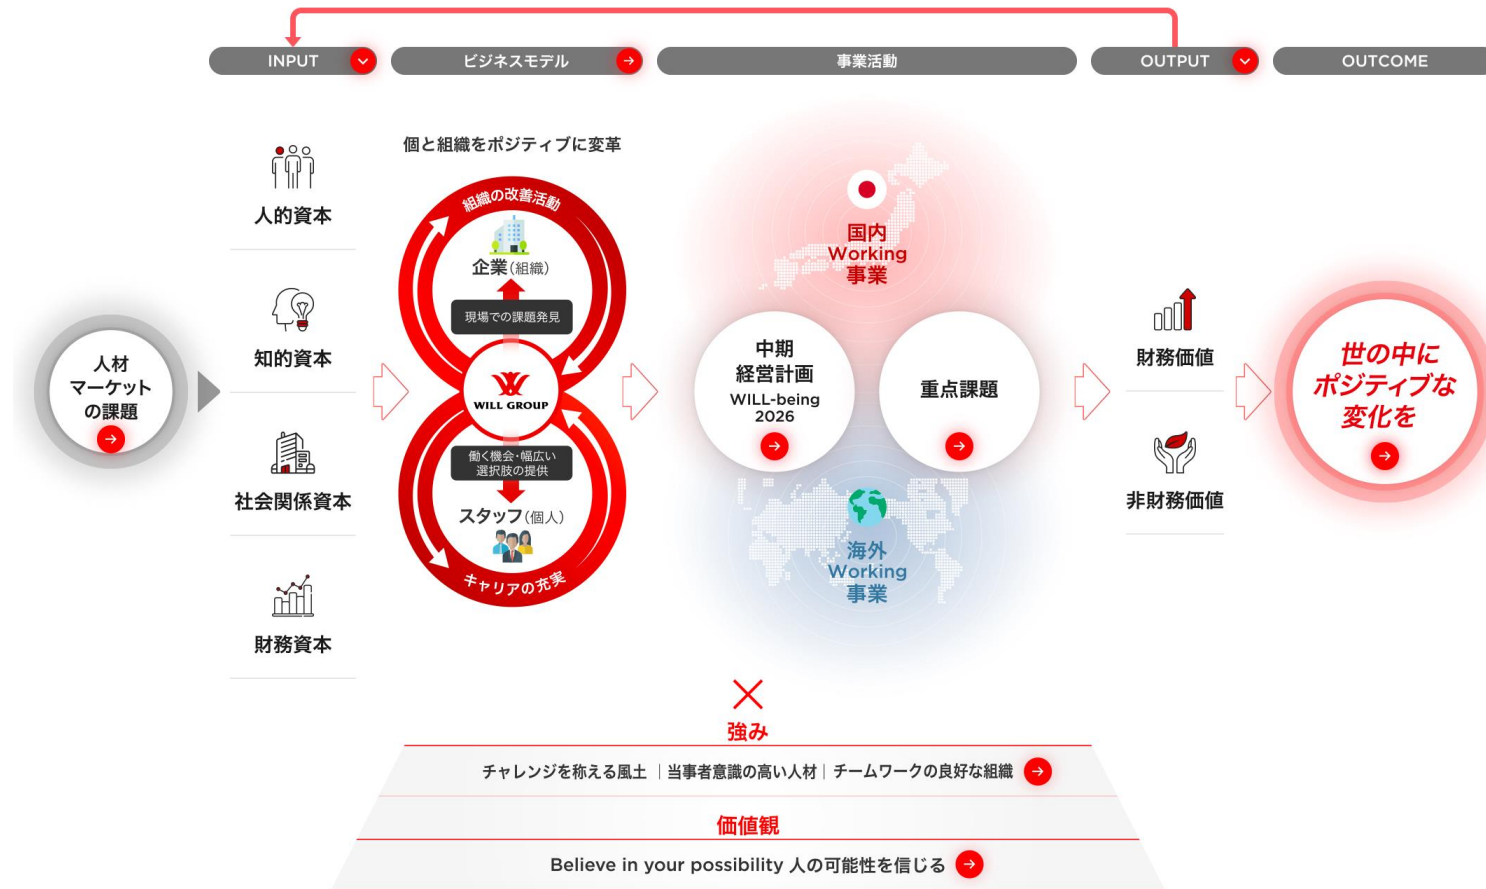 INPUT
ビジネスモデル
事業活動
OUTPUT
OUTCOME
人材
マーケット
の課題
人的資本
知的資本
社会関係資本
財務資本
個と組織をポジティブに変革
組織の改善活動
企業(組織)
現場での課題発見
WILL GROUP
働く機会・幅広い
選択肢の提供
スタッフ(個人)
キャリアの充実
国内
Working
事業
中期
経営計画
WILL-being
2026
重点課題
海外
Working
事業
財務価値
非財務価値
世の中に
ポジティブな
変化を
強み
チャレンジを称える風土 | 当事者意識の高い人材 | チームワークの良好な組織
価値観
Believe in your possibility 人の可能性を信じる